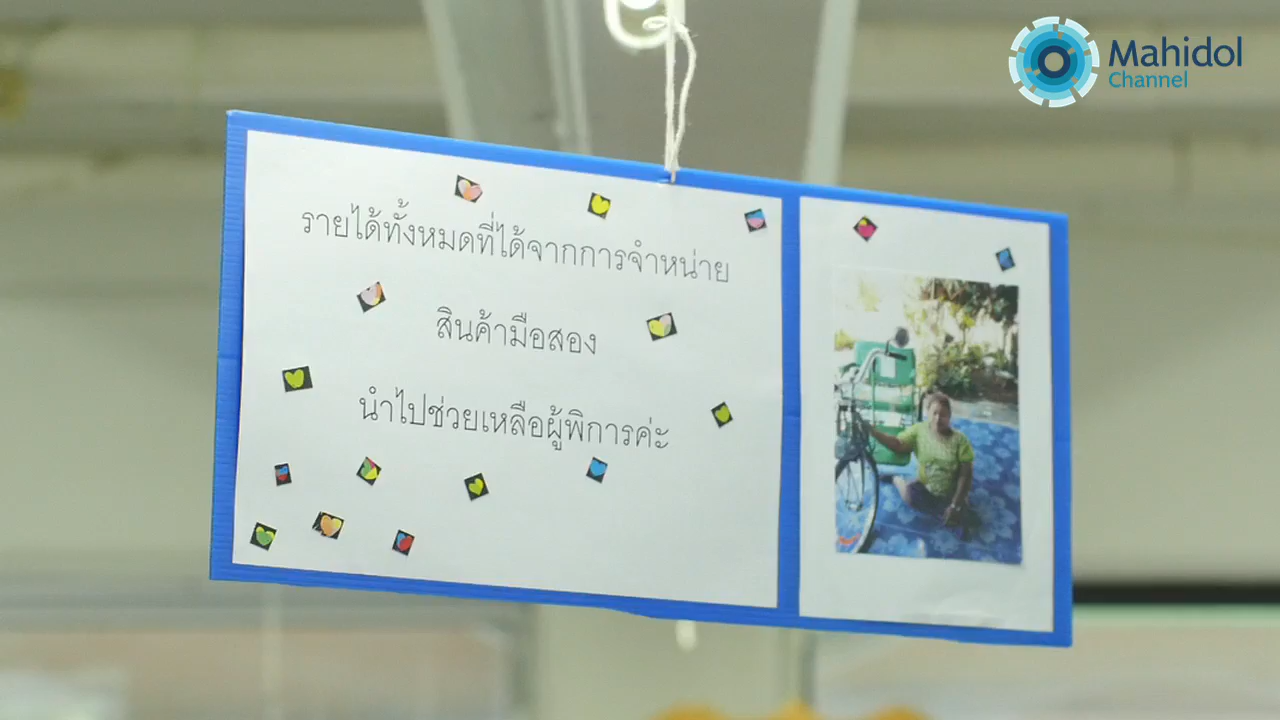 Mahidol
Channel
รายได้ทั้งหมดที่ได้จากการจำหน่าย
สินค้ามือสอง
นำไปช่วยเหลือผู้พิการค่ะ